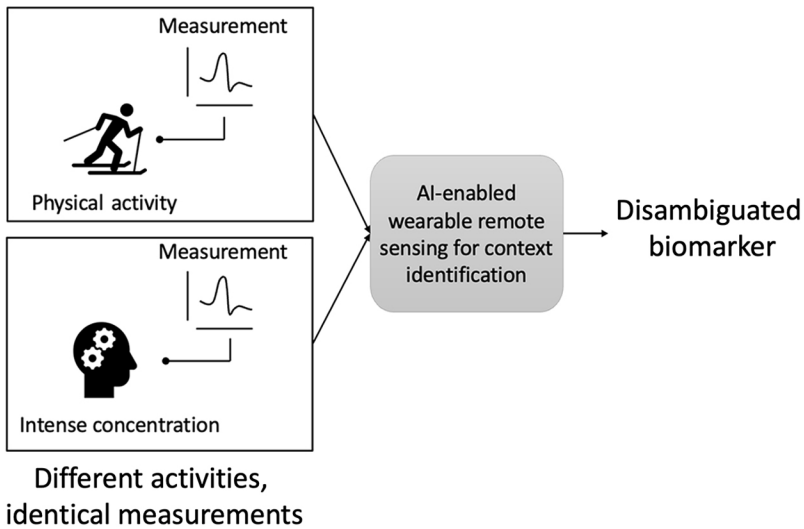 Measurement
Physical activity
Measurement
Intense concentration
Different activities,
identical measurements
AI-enabled
wearable remote
sensing for context
identification
Disambiguated
biomarker